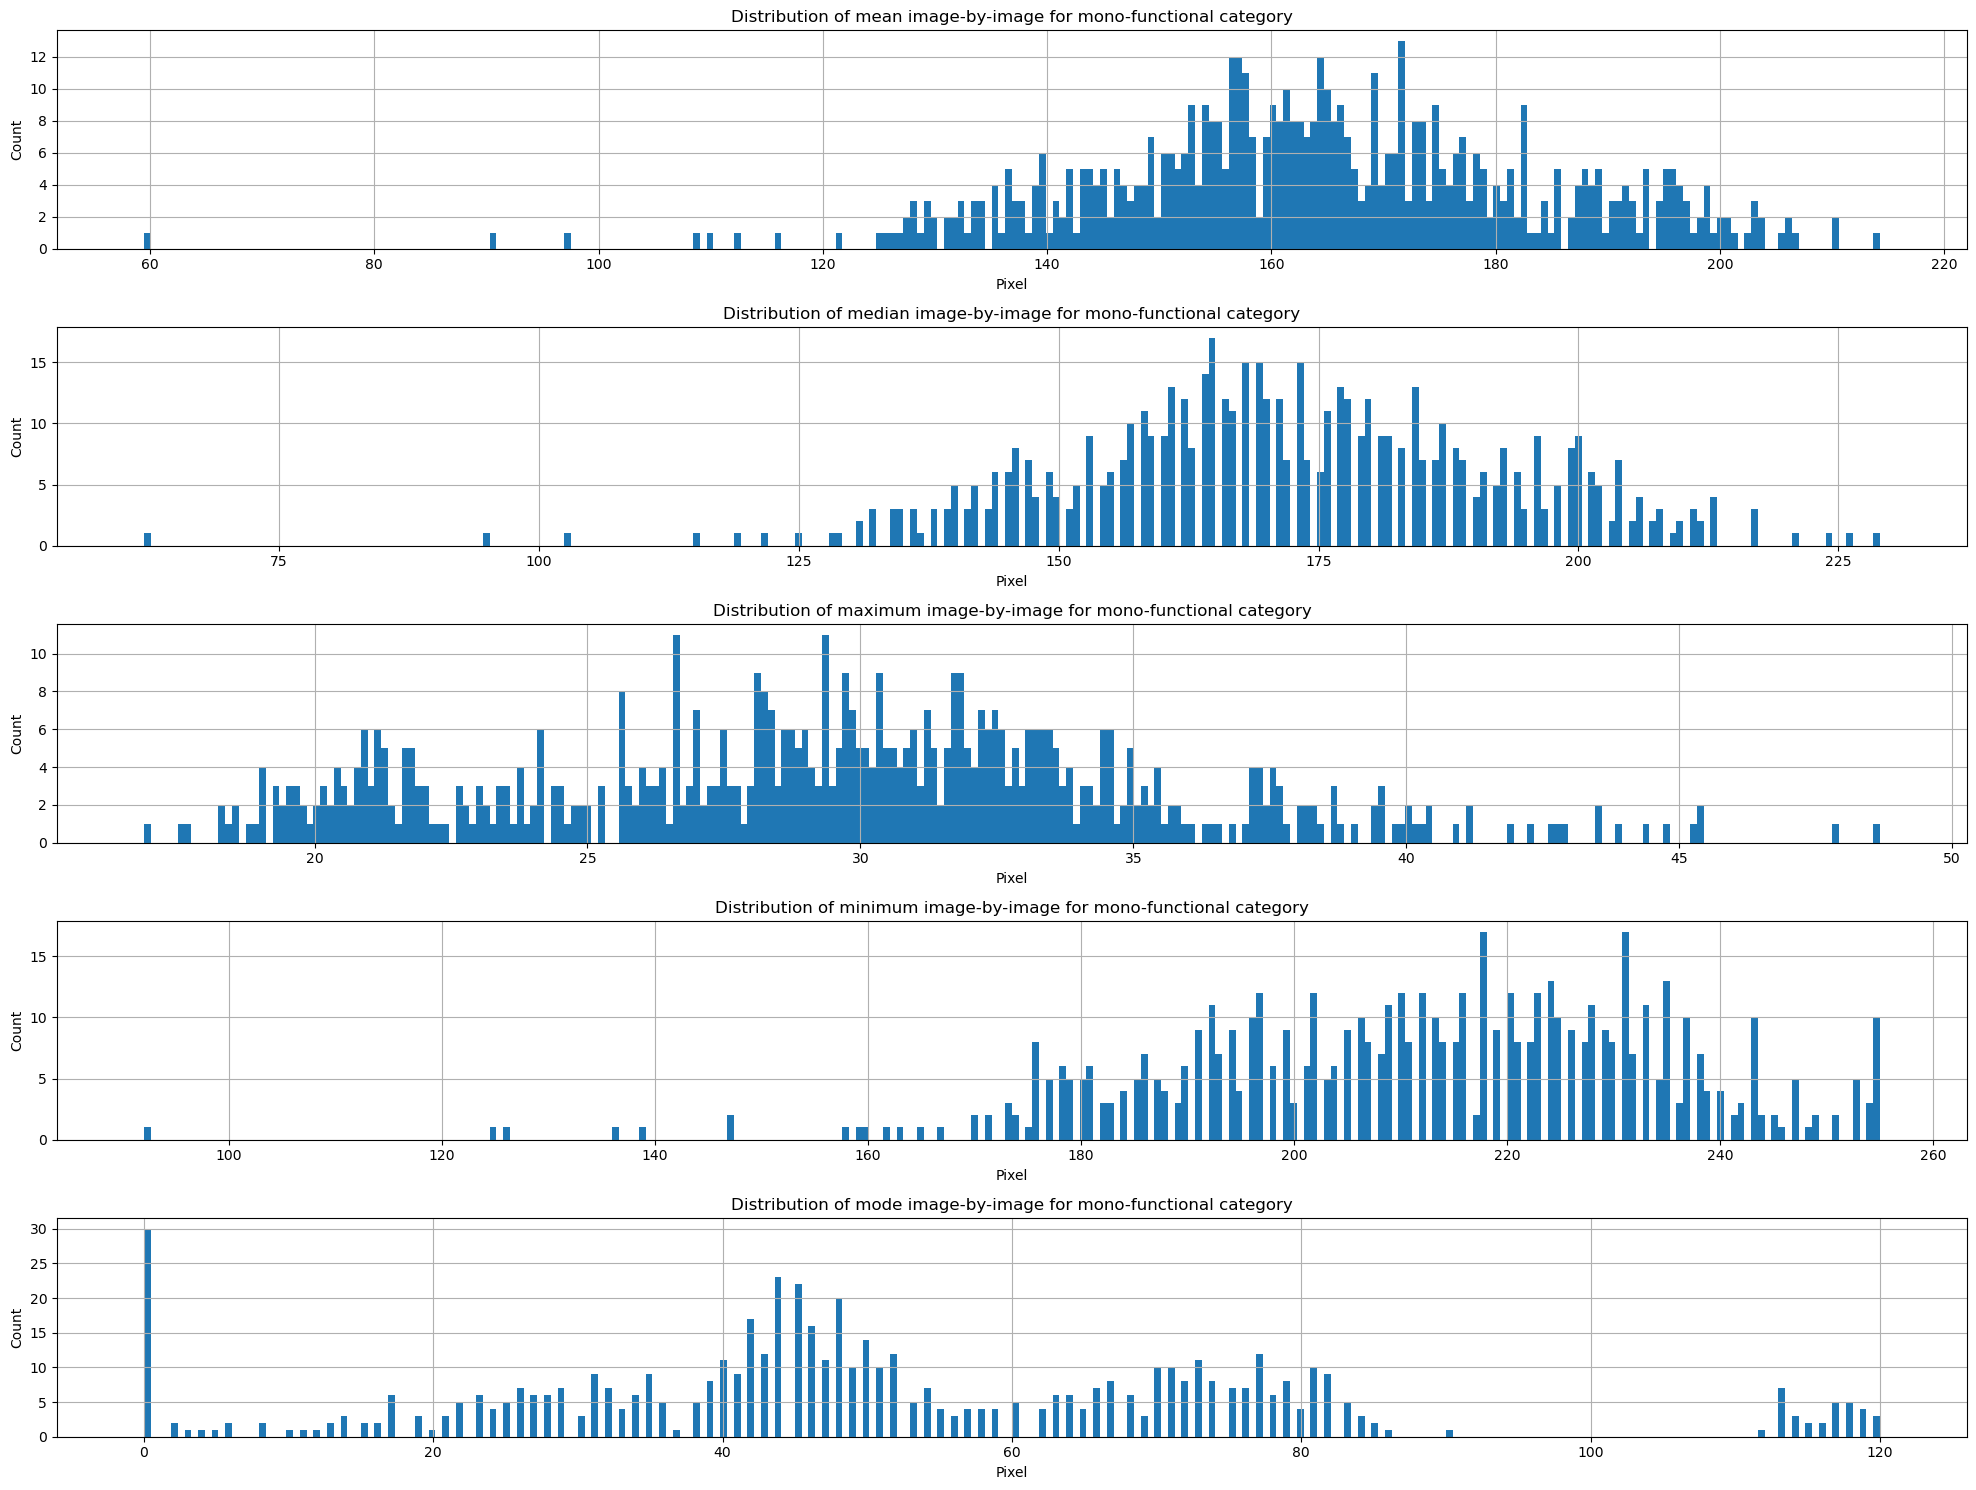 Distribution of mean image-by-image for mono-functional category
12
10
8
6
4
2
0
Count
60 80 100 120 140 160 180 200 220
Pixel
Distribution of median image-by-image for mono-functional category
15
10
5
0
Count
75 100 125 150 175 200 225
Pixel
Distribution of maximum image-by-image for mono-functional category
10
8
6
4
2
0
Count
20 25 30 35 40 45 50
Pixel
Distribution of minimum image-by-image for mono-functional category
15
10
5
0
Count
100 120 140 160 180 200 220 240 260
Pixel
Distribution of mode image-by-image for mono-functional category
30
25
20
15
10
5
0
Count
0 20 40 60 80 100 120
Pixel